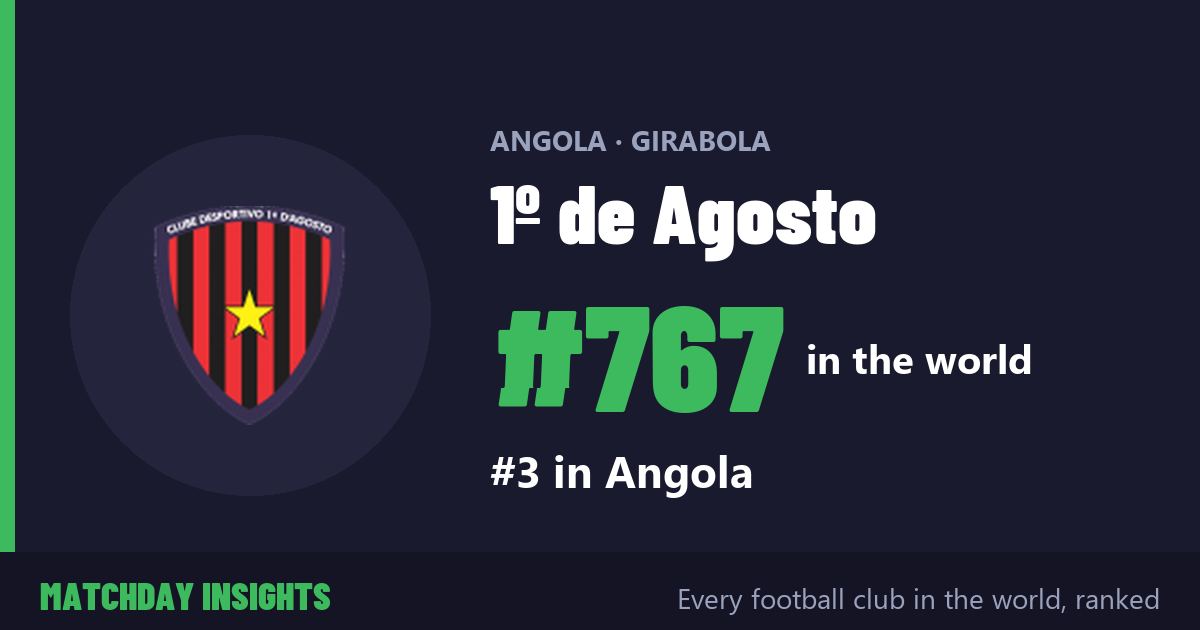 CLUBE DESPORTIVO 1º D'AGOSTO
ANGOLA · GIRABOLA
1º de Agosto
#767 in the world
#3 in Angola
MATCHDAY INSIGHTS
Every football club in the world, ranked